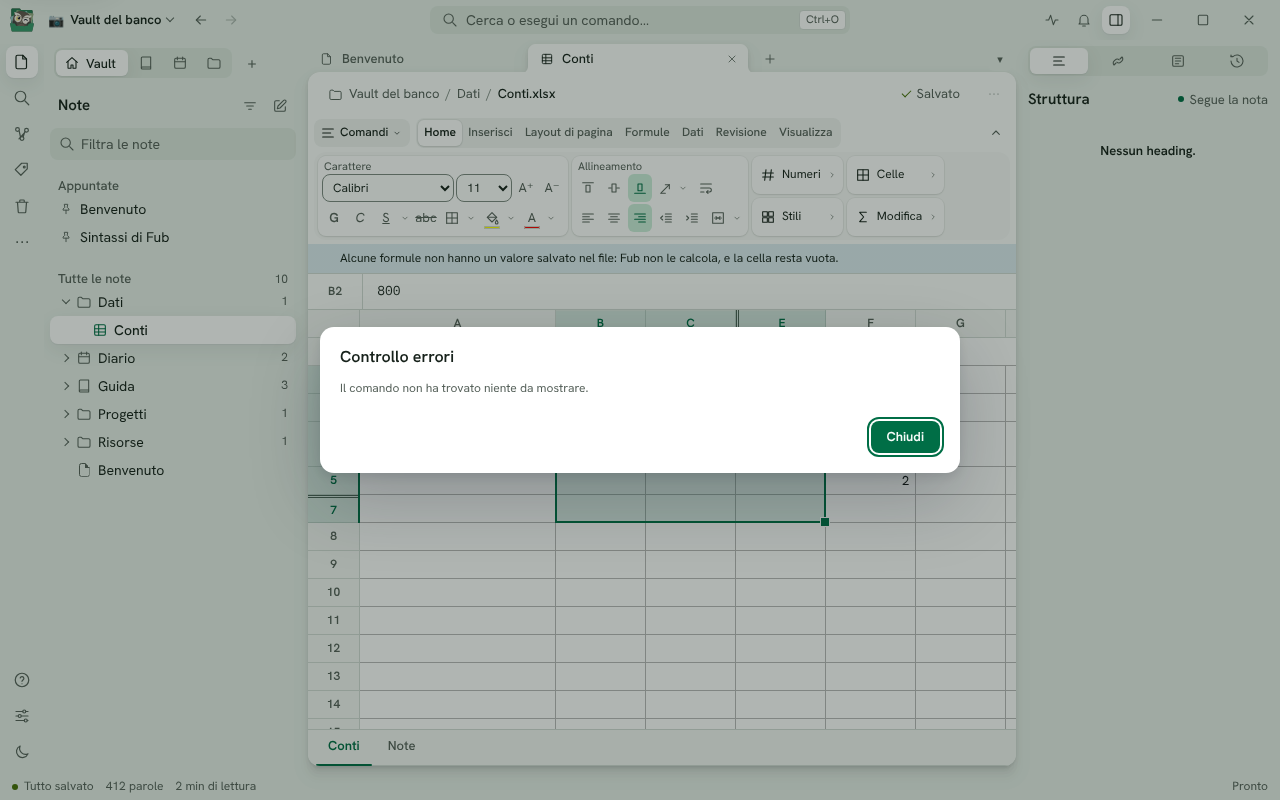 Vault del banco
Cerca o esegui un comando...
Ctrl+O
Vault
Benvenuto
Conti
Note
Filtra le note
Appuntate
Benvenuto
Sintassi di Fub
Tutte le note 10
Dati 1
Conti
Diario 2
Guida 3
Progetti 1
Risorse 1
Benvenuto
Vault del banco / Dati / Conti.xlsx
Salvato
Comandi
Home Inserisci Layout di pagina Formule Dati Revisione Visualizza
Carattere
Calibri 11 A+ A−
G C S abc A
Allineamento
Numeri
Celle
Stili
Modifica
Alcune formule non hanno un valore salvato nel file: Fub non le calcola, e la cella resta vuota.
B2 800
A B C E F G
Controllo errori
Il comando non ha trovato niente da mostrare.
Chiudi
5 2
7
8
9
10
11
12
13
14
Conti Note
Struttura
Segue la nota
Nessun heading.
Tutto salvato 412 parole 2 min di lettura
Pronto